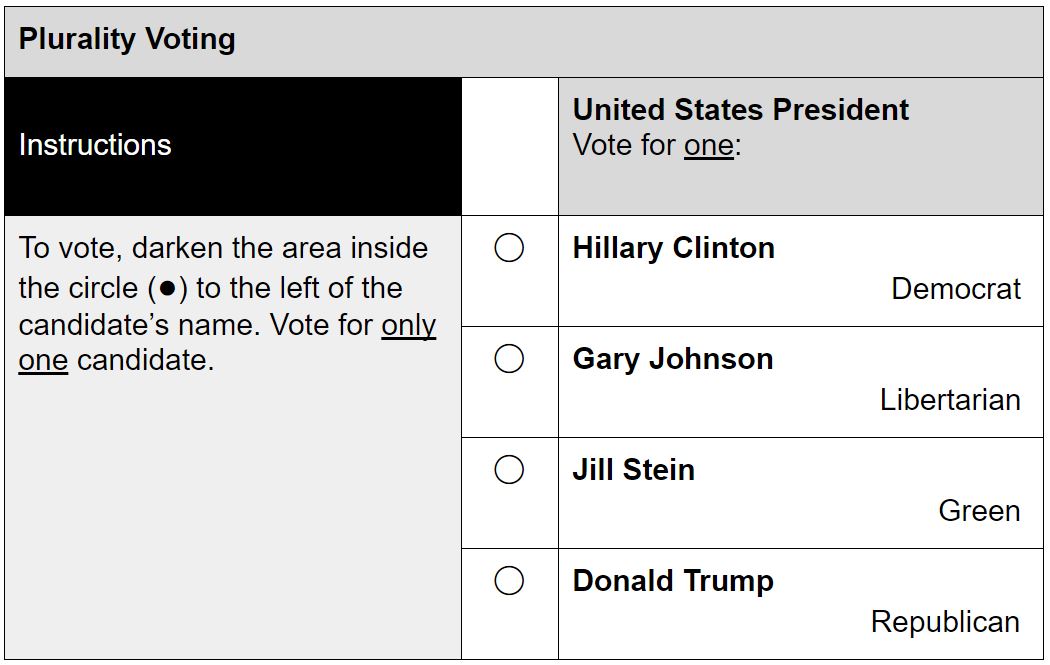 Plurality Voting
Instructions
United States President
Vote for one:
To vote, darken the area inside
the circle (●) to the left of the
candidate’s name. Vote for only
one candidate.
Hillary Clinton
Democrat
Gary Johnson
Libertarian
Jill Stein
Green
Donald Trump
Republican